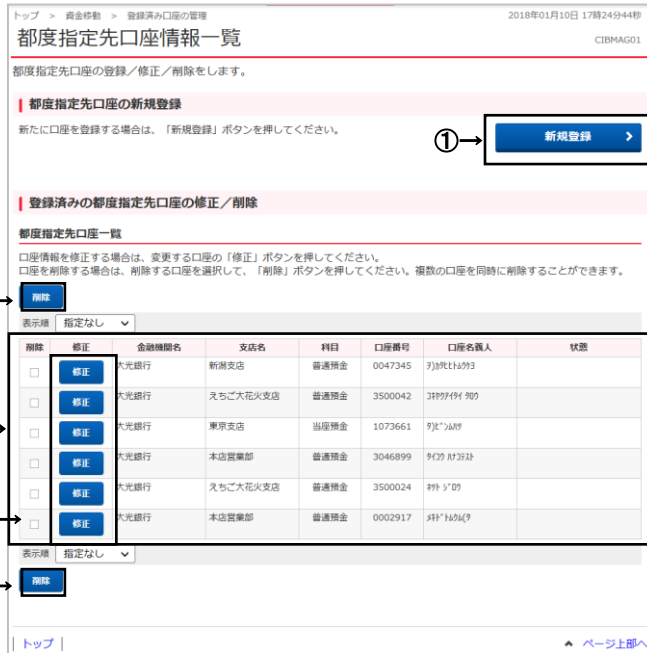 トップ > 資金移動 > 登録済み口座の管理
2018年01月10日 17時24分44秒
都度指定先口座情報一覧
CIBMAG01
都度指定先口座の登録／修正／削除をします。
都度指定先口座の新規登録
新たに口座を登録する場合は、「新規登録」ボタンを押してください。
①→
新規登録
登録済みの都度指定先口座の修正／削除
都度指定先口座一覧
口座情報を修正する場合は、変更する口座の「修正」ボタンを押してください。
口座を削除する場合は、削除する口座を選択して、「削除」ボタンを押してください。複数の口座を同時に削除することができます。
削除
表示順 指定なし
削除 修正 金融機関名 支店名 科目 口座番号 口座名義人 状態
修正 大光銀行 新潟支店 普通預金 0047345
修正 大光銀行 えちご大花火支店 普通預金 3500042
修正 大光銀行 東京支店 当座預金 1073661
修正 大光銀行 本店営業部 普通預金 3046899
修正 大光銀行 えちご大花火支店 普通預金 3500024
修正 大光銀行 本店営業部 普通預金 0002917
表示順 指定なし
削除
トップ
ページ上部へ